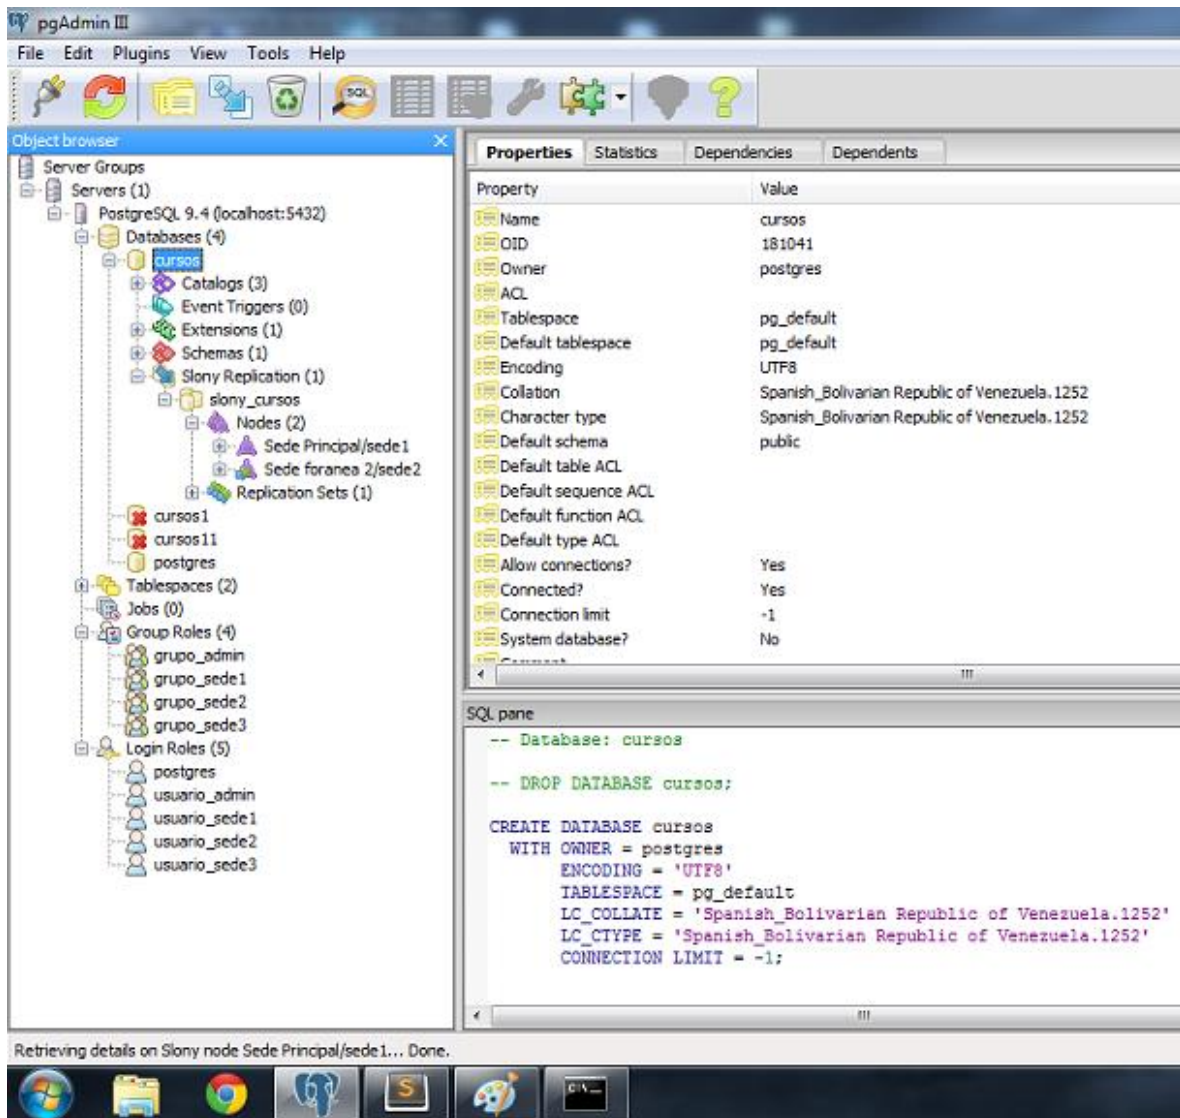 pgAdmin III
File Edit Plugins View Tools Help
SQL
Object browser
Server Groups
Servers (1)
PostgreSQL 9.4 (localhost:5432)
Databases (4)
cursos
Catalogs (3)
Event Triggers (0)
Extensions (1)
Schemas (1)
Slony Replication (1)
slony_cursos
Nodes (2)
Sede Principal/sede1
Sede foranea 2/sede2
Replication Sets (1)
cursos1
cursos11
postgres
Tablespaces (2)
Jobs (0)
Group Roles (4)
grupo_admin
grupo_sede1
grupo_sede2
grupo_sede3
Login Roles (5)
postgres
usuario_admin
usuario_sede1
usuario_sede2
usuario_sede3
Properties Statistics Dependencies Dependents
Property Value
Name cursos
OID 181041
Owner postgres
ACL
Tablespace pg_default
Default tablespace pg_default
Encoding UTF8
Collation Spanish_Bolivarian Republic of Venezuela.1252
Character type Spanish_Bolivarian Republic of Venezuela.1252
Default schema public
Default table ACL
Default sequence ACL
Default function ACL
Default type ACL
Allow connections? Yes
Connected? Yes
Connection limit -1
System database? No
SQL pane
-- Database: cursos
-- DROP DATABASE cursos;
CREATE DATABASE cursos
WITH OWNER = postgres
ENCODING = 'UTF8'
TABLESPACE = pg_default
LC_COLLATE = 'Spanish_Bolivarian Republic of Venezuela.1252'
LC_CTYPE = 'Spanish_Bolivarian Republic of Venezuela.1252'
CONNECTION LIMIT = -1;
Retrieving details on Slony node Sede Principal/sede1... Done.